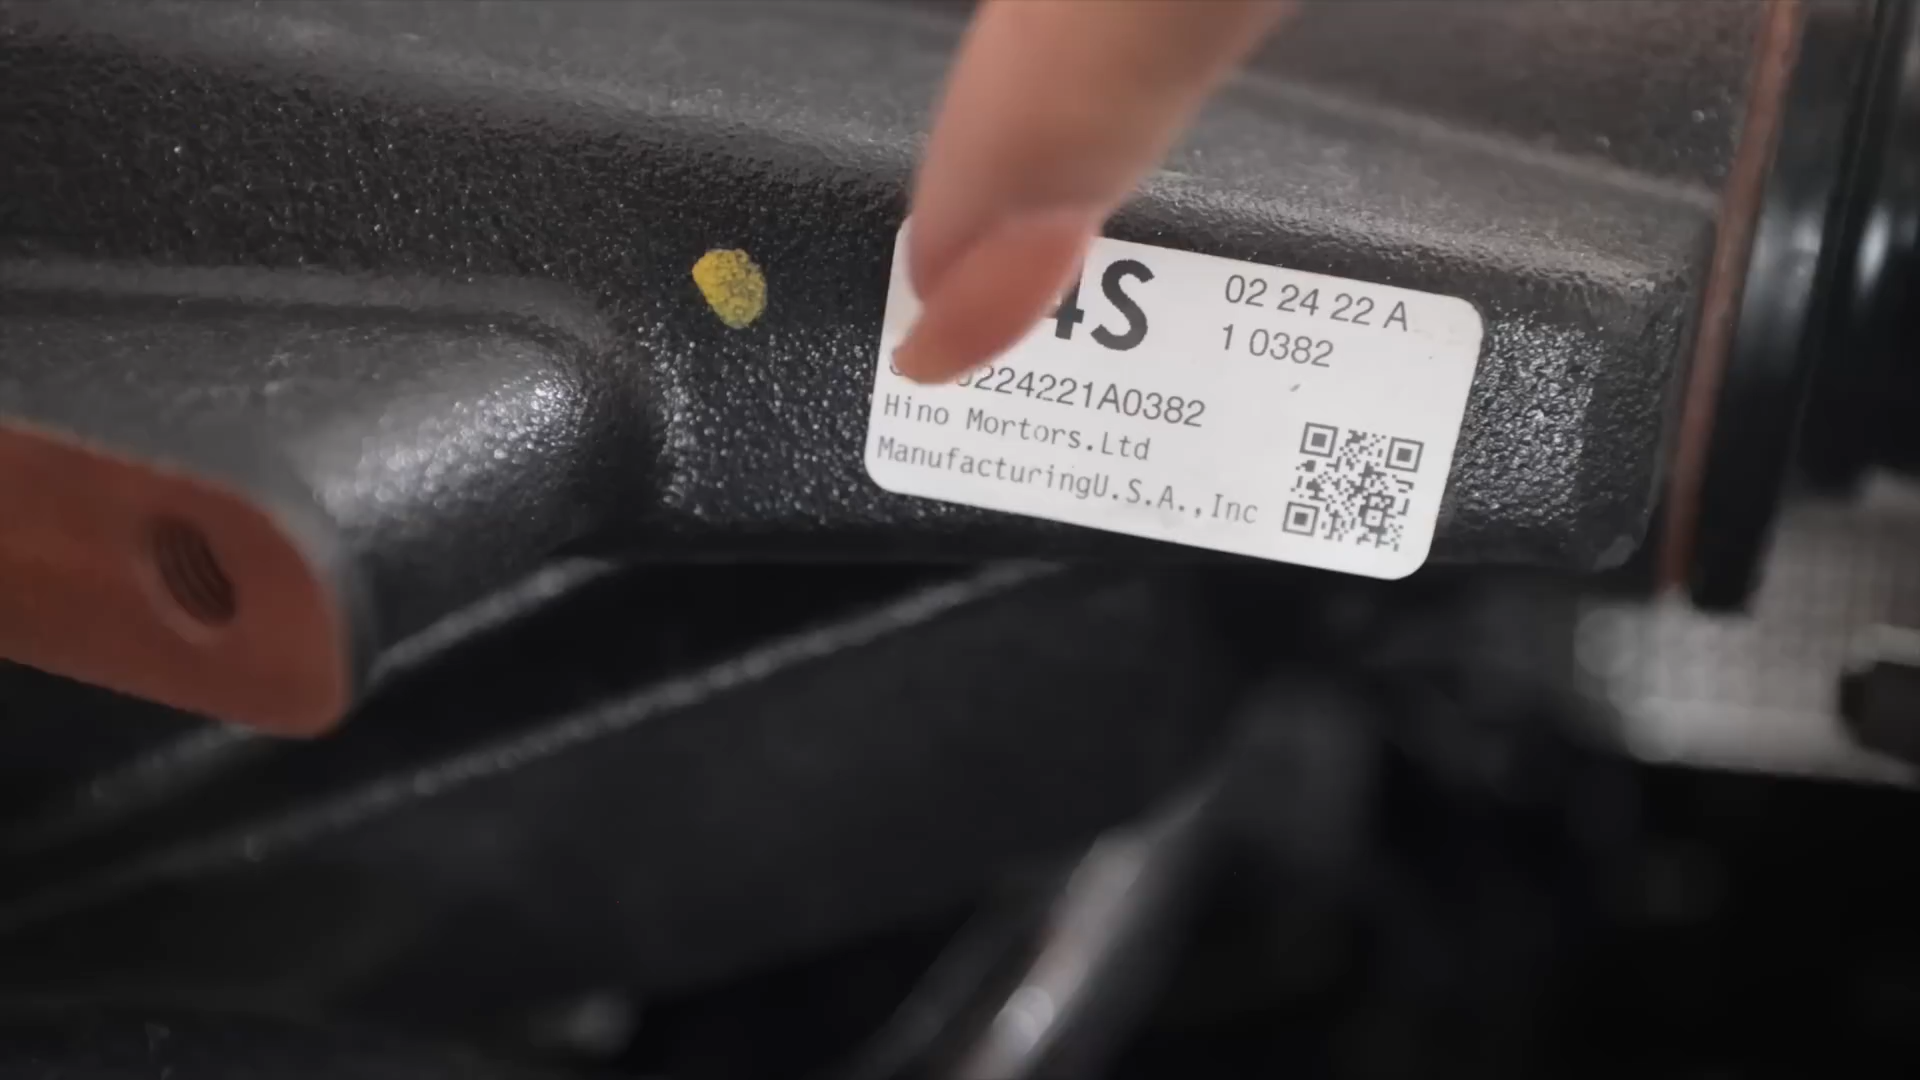 4S
02 24 22 A
1 0382
0224221A0382
Hino Mortors.Ltd
ManufacturingU.S.A.,Inc